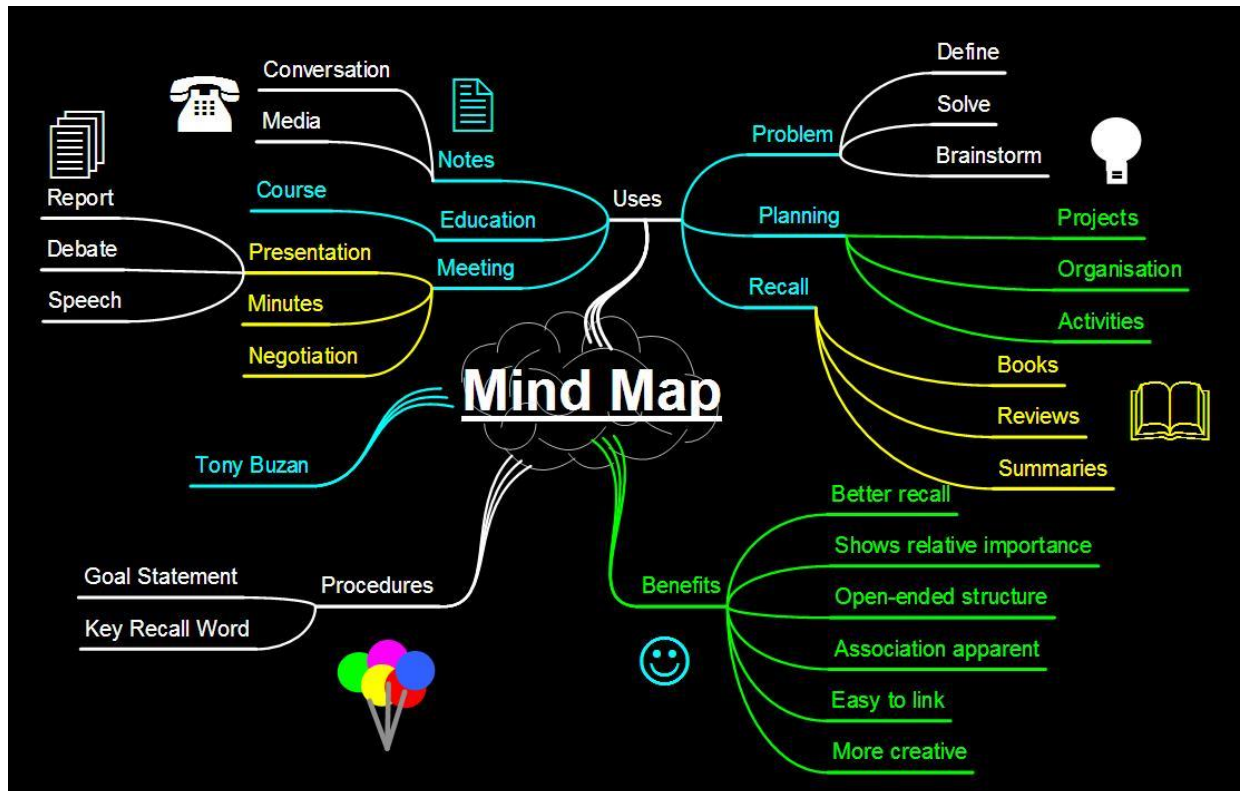 Mind Map
Uses
Notes
Conversation
Media
Education
Course
Meeting
Presentation
Report
Debate
Speech
Minutes
Negotiation
Problem
Define
Solve
Brainstorm
Planning
Projects
Organisation
Activities
Recall
Books
Reviews
Summaries
Tony Buzan
Procedures
Goal Statement
Key Recall Word
Benefits
Better recall
Shows relative importance
Open-ended structure
Association apparent
Easy to link
More creative